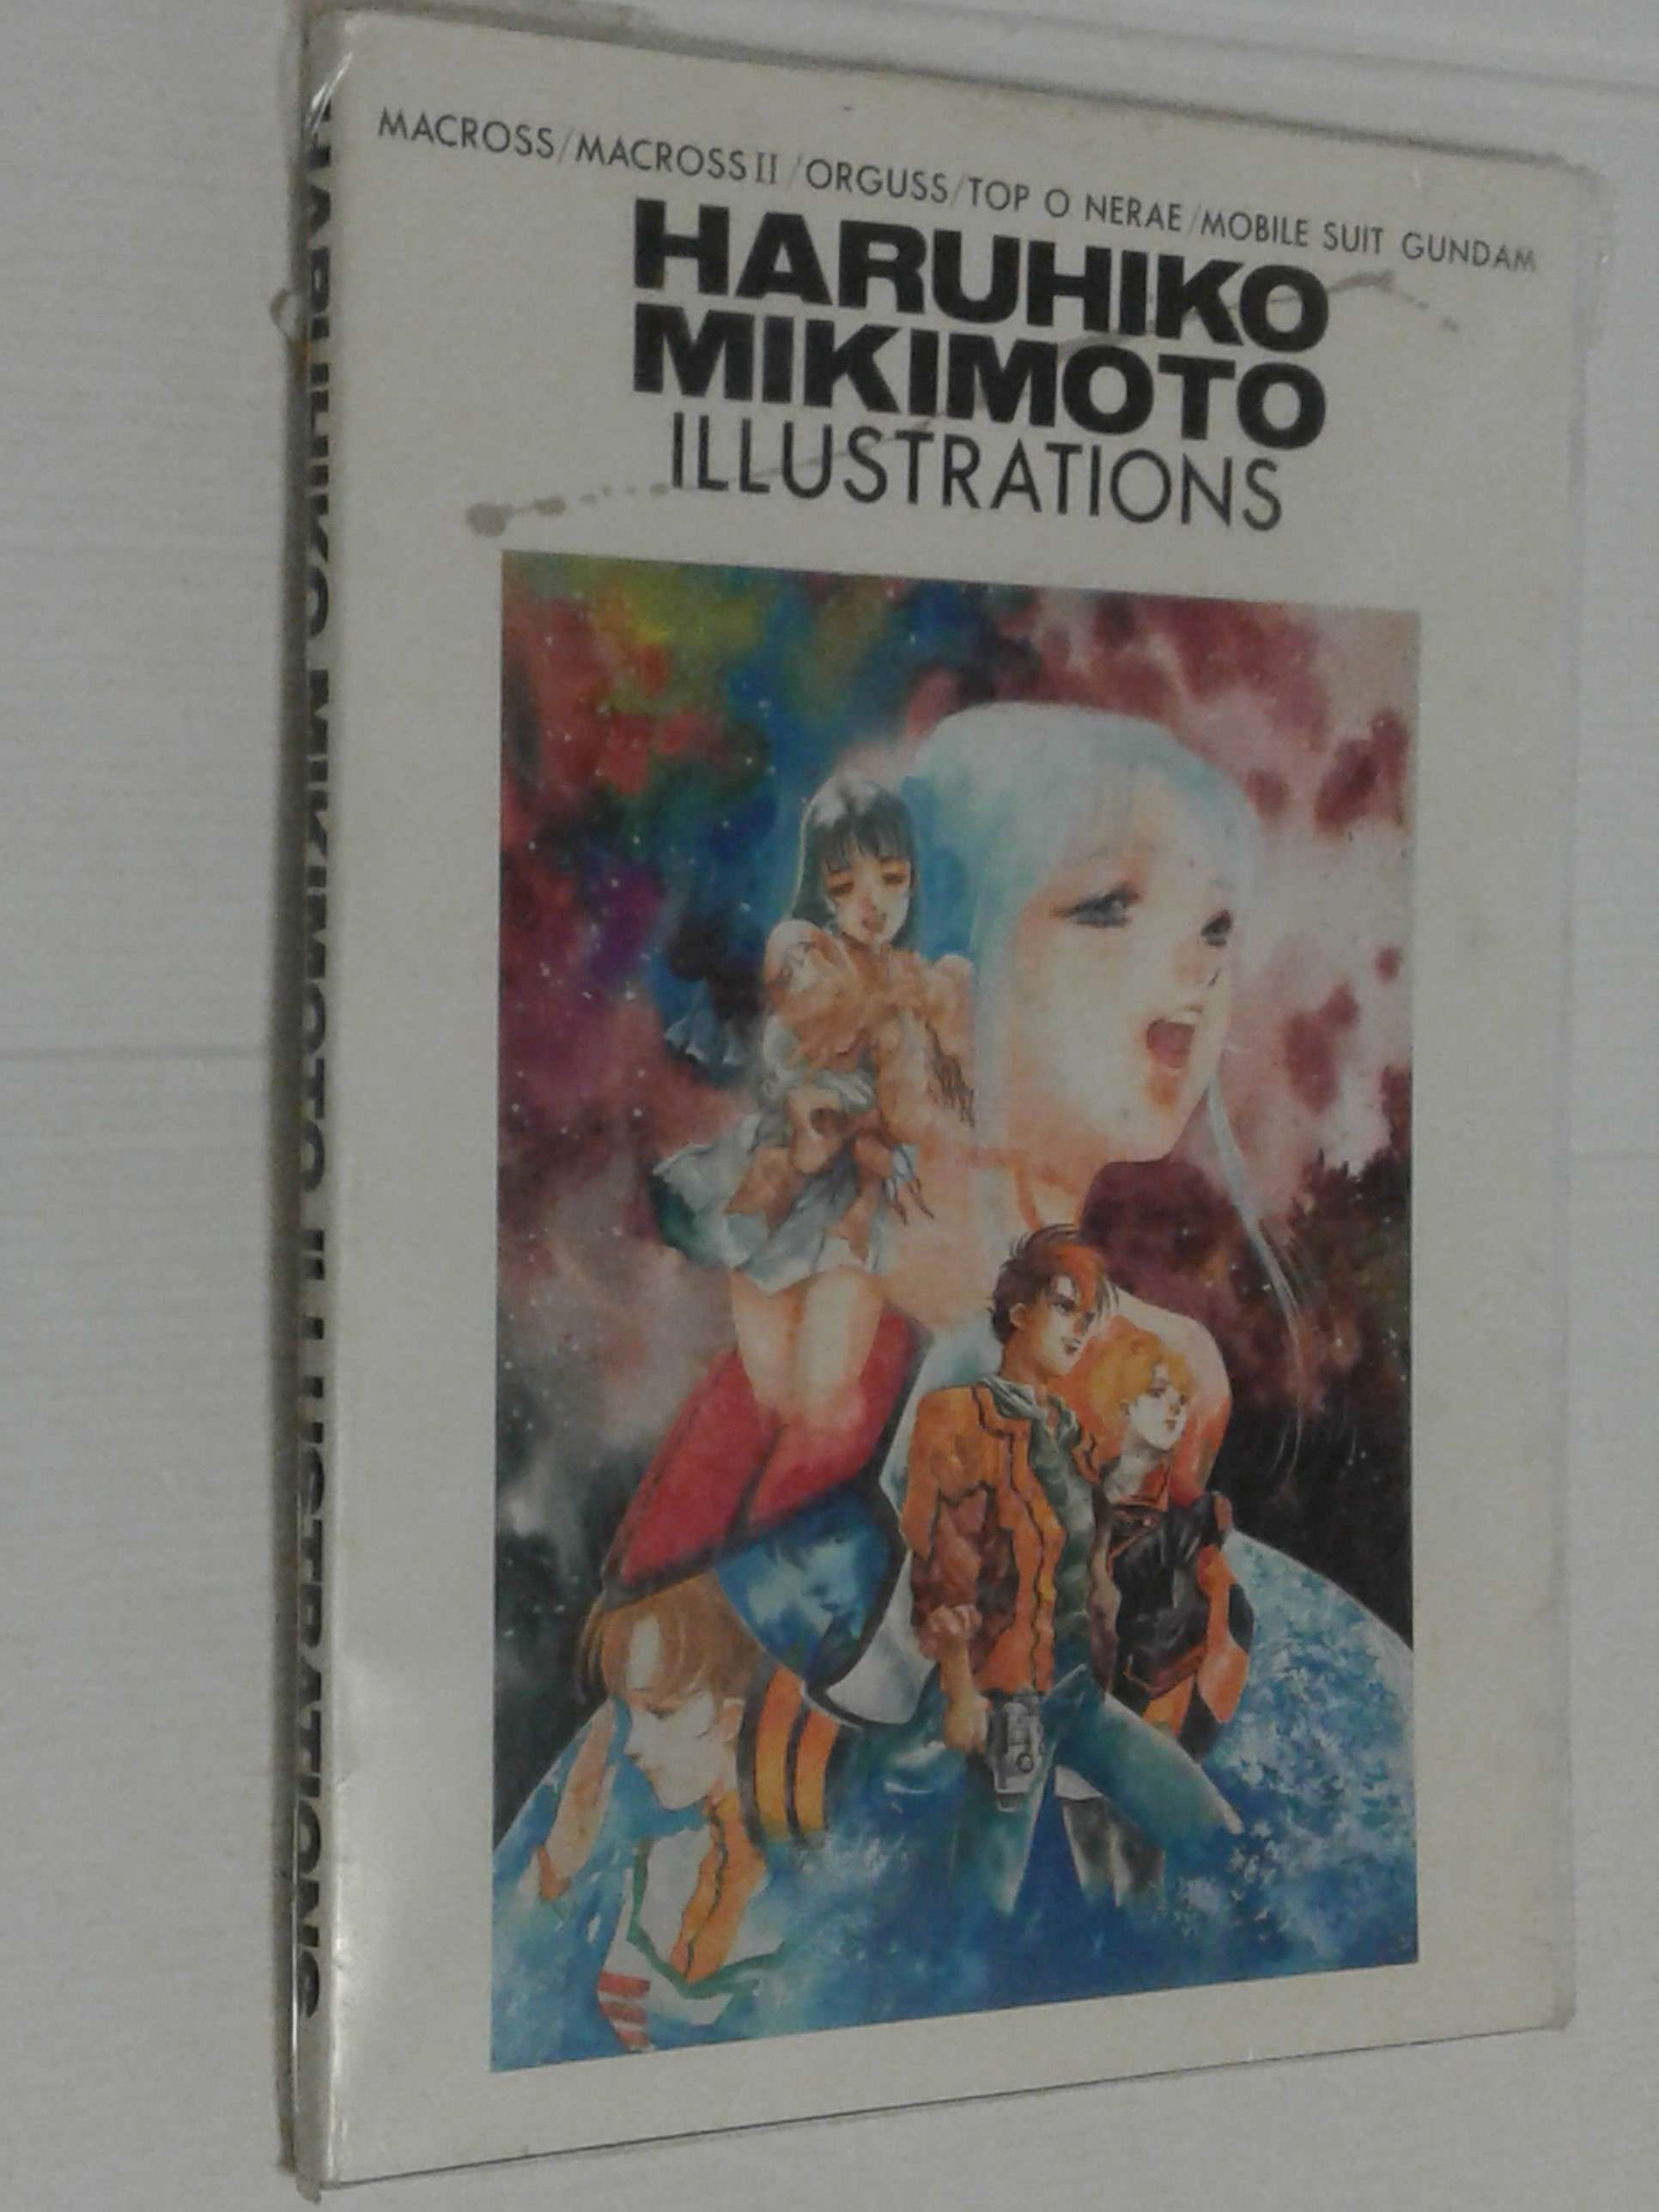 MACROSS/MACROSS II/ORGUSS/TOP O NERAE/MOBILE SUIT GUNDAM
HARUHIKO
MIKIMOTO
ILLUSTRATIONS
HARUHIKO MIKIMOTO ILLUSTRATIONS